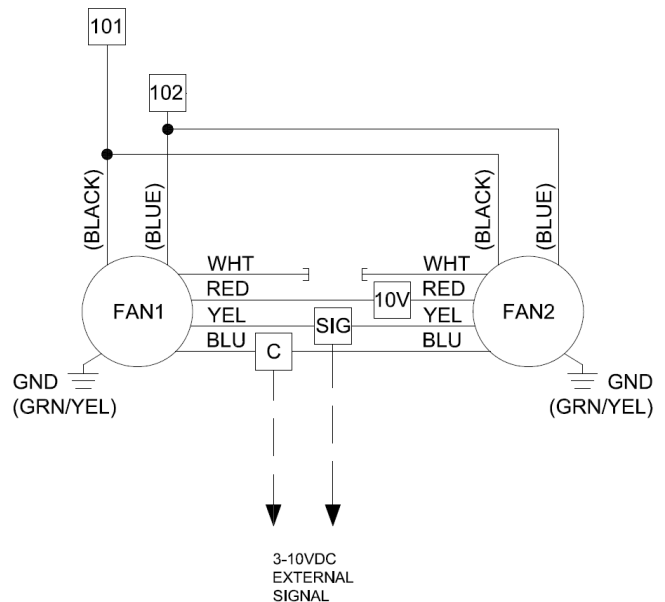 101
102
(BLACK)
(BLUE)
(BLACK)
(BLUE)
WHT
WHT
RED
10V
RED
FAN1
YEL
SIG
YEL
FAN2
BLU
C
BLU
GND
(GRN/YEL)
GND
(GRN/YEL)
3-10VDC
EXTERNAL
SIGNAL